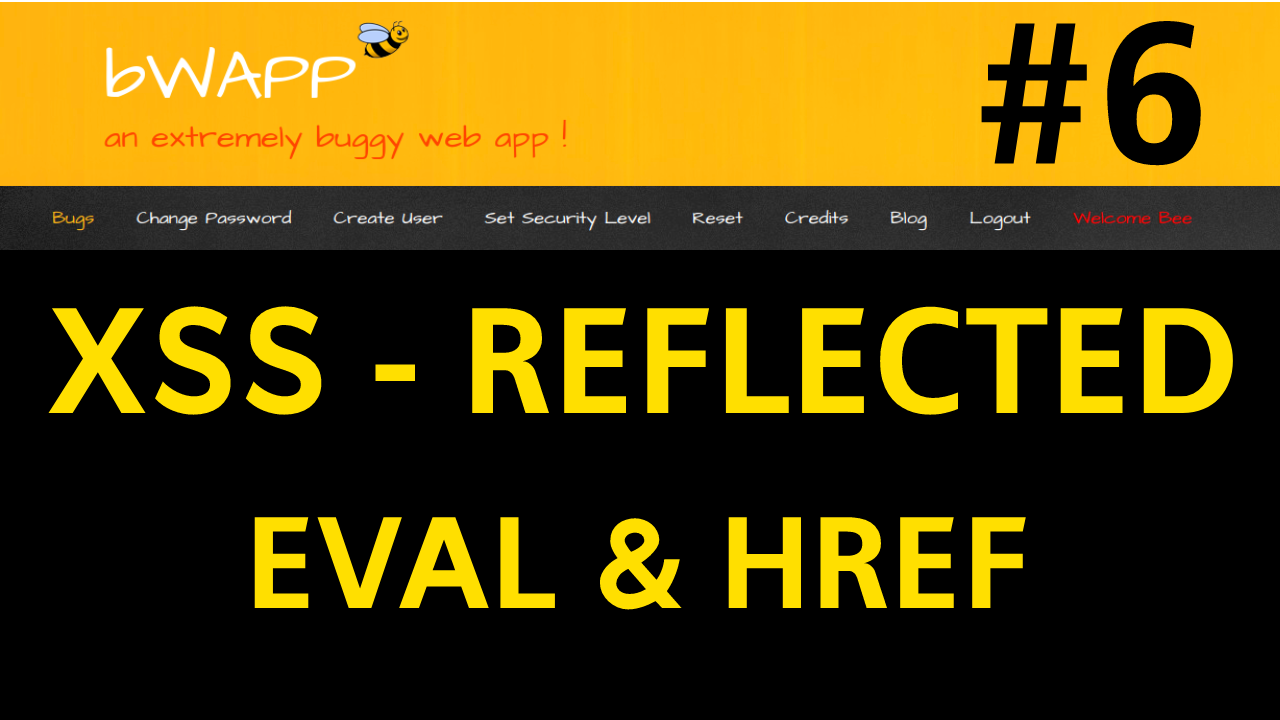 bWAPP
#6
an extremely buggy web app !
Bugs Change Password Create User Set Security Level Reset Credits Blog Logout Welcome Bee
XSS - REFLECTED
EVAL & HREF